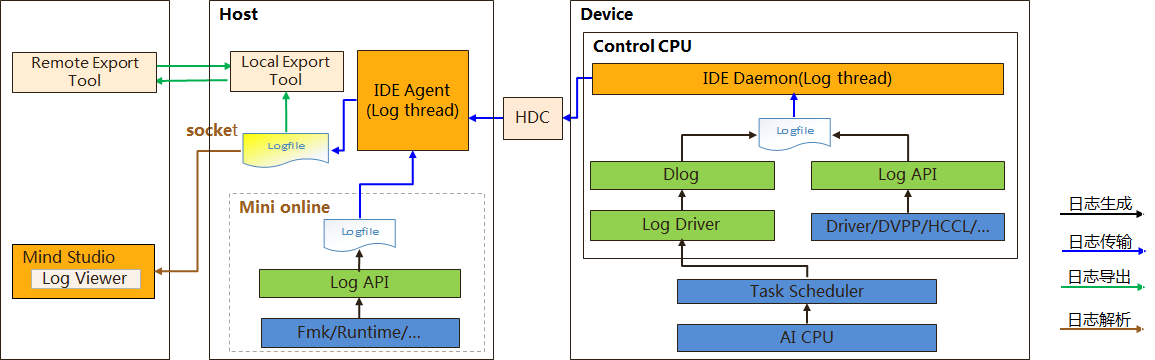 Host
Device
Control CPU
Remote Export
Tool
Local Export
Tool
IDE Agent
(Log thread)
HDC
IDE Daemon(Log thread)
socket
Logfile
Logfile
Dlog
Log API
Log Driver
Driver/DVPP/HCCL/...
Mini online
Logfile
Mind Studio
Log Viewer
Log API
Fmk/Runtime/...
Task Scheduler
AI CPU
日志生成
日志传输
日志导出
日志解析